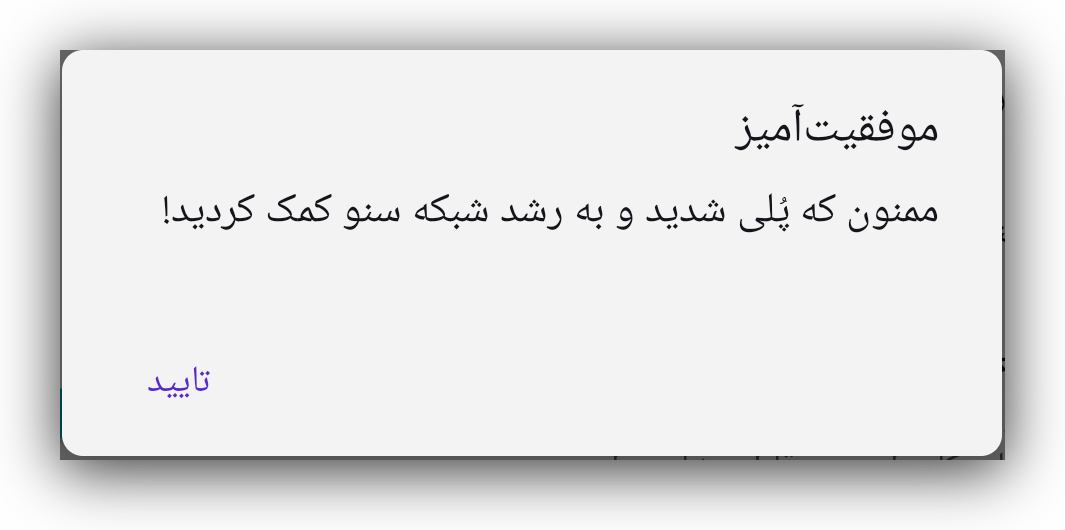 موفقیت‌آمیز
ممنون که پُلی شدید و به رشد شبکه سنو کمک کردید!
تایید